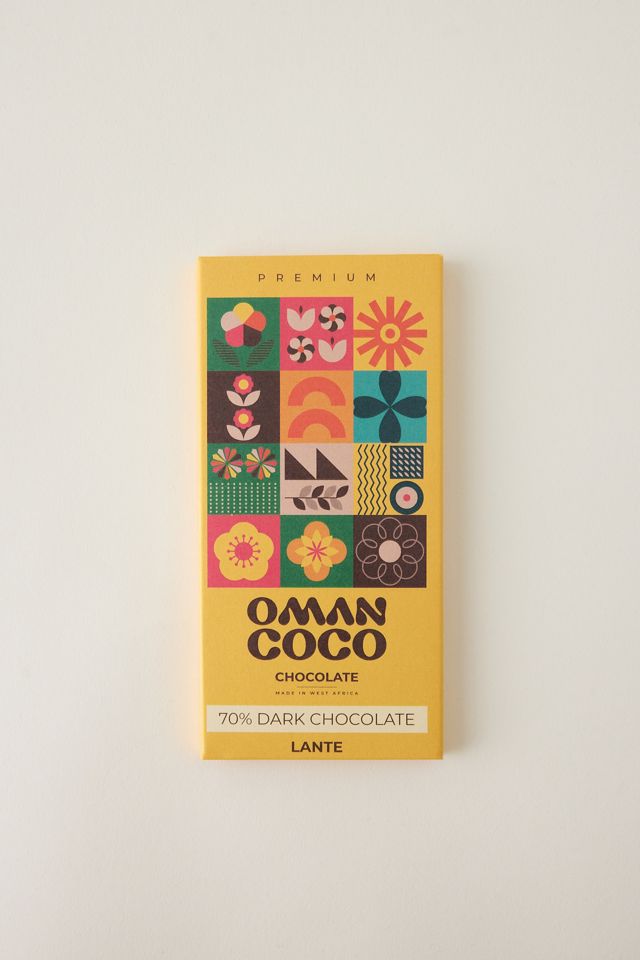 PREMIUM
OMAN
COCO
CHOCOLATE
MADE IN WEST AFRICA
70% DARK CHOCOLATE
LANTE